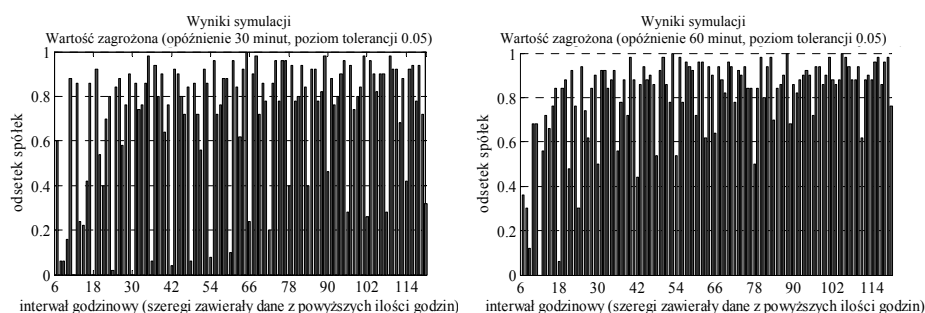 Wyniki symulacji
Wartość zagrożona (opóźnienie 30 minut, poziom tolerancji 0.05)
1
0.8
0.6
0.4
0.2
0
odsetek spółek
6 18 30 42 54 66 78 90 102 114
interwał godzinowy (szeregi zawierały dane z powyższych ilości godzin)
Wyniki symulacji
Wartość zagrożona (opóźnienie 60 minut, poziom tolerancji 0.05)
1
0.8
0.6
0.4
0.2
0
odsetek spółek
6 18 30 42 54 66 78 90 102 114
interwał godzinowy (szeregi zawierały dane z powyższych ilości godzin)